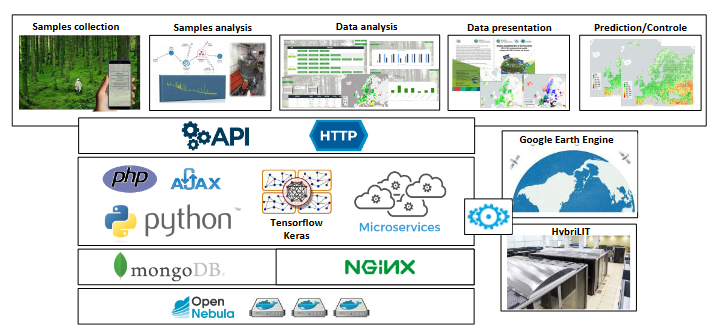 Samples collection
Samples analysis
Data analysis
Data presentation
Prediction/Controle
API
HTTP
Google Earth Engine
php
AJAX
python™
Tensorflow
Keras
Microservices
HybriLIT
mongoDB.
NGINX
Open
Nebula